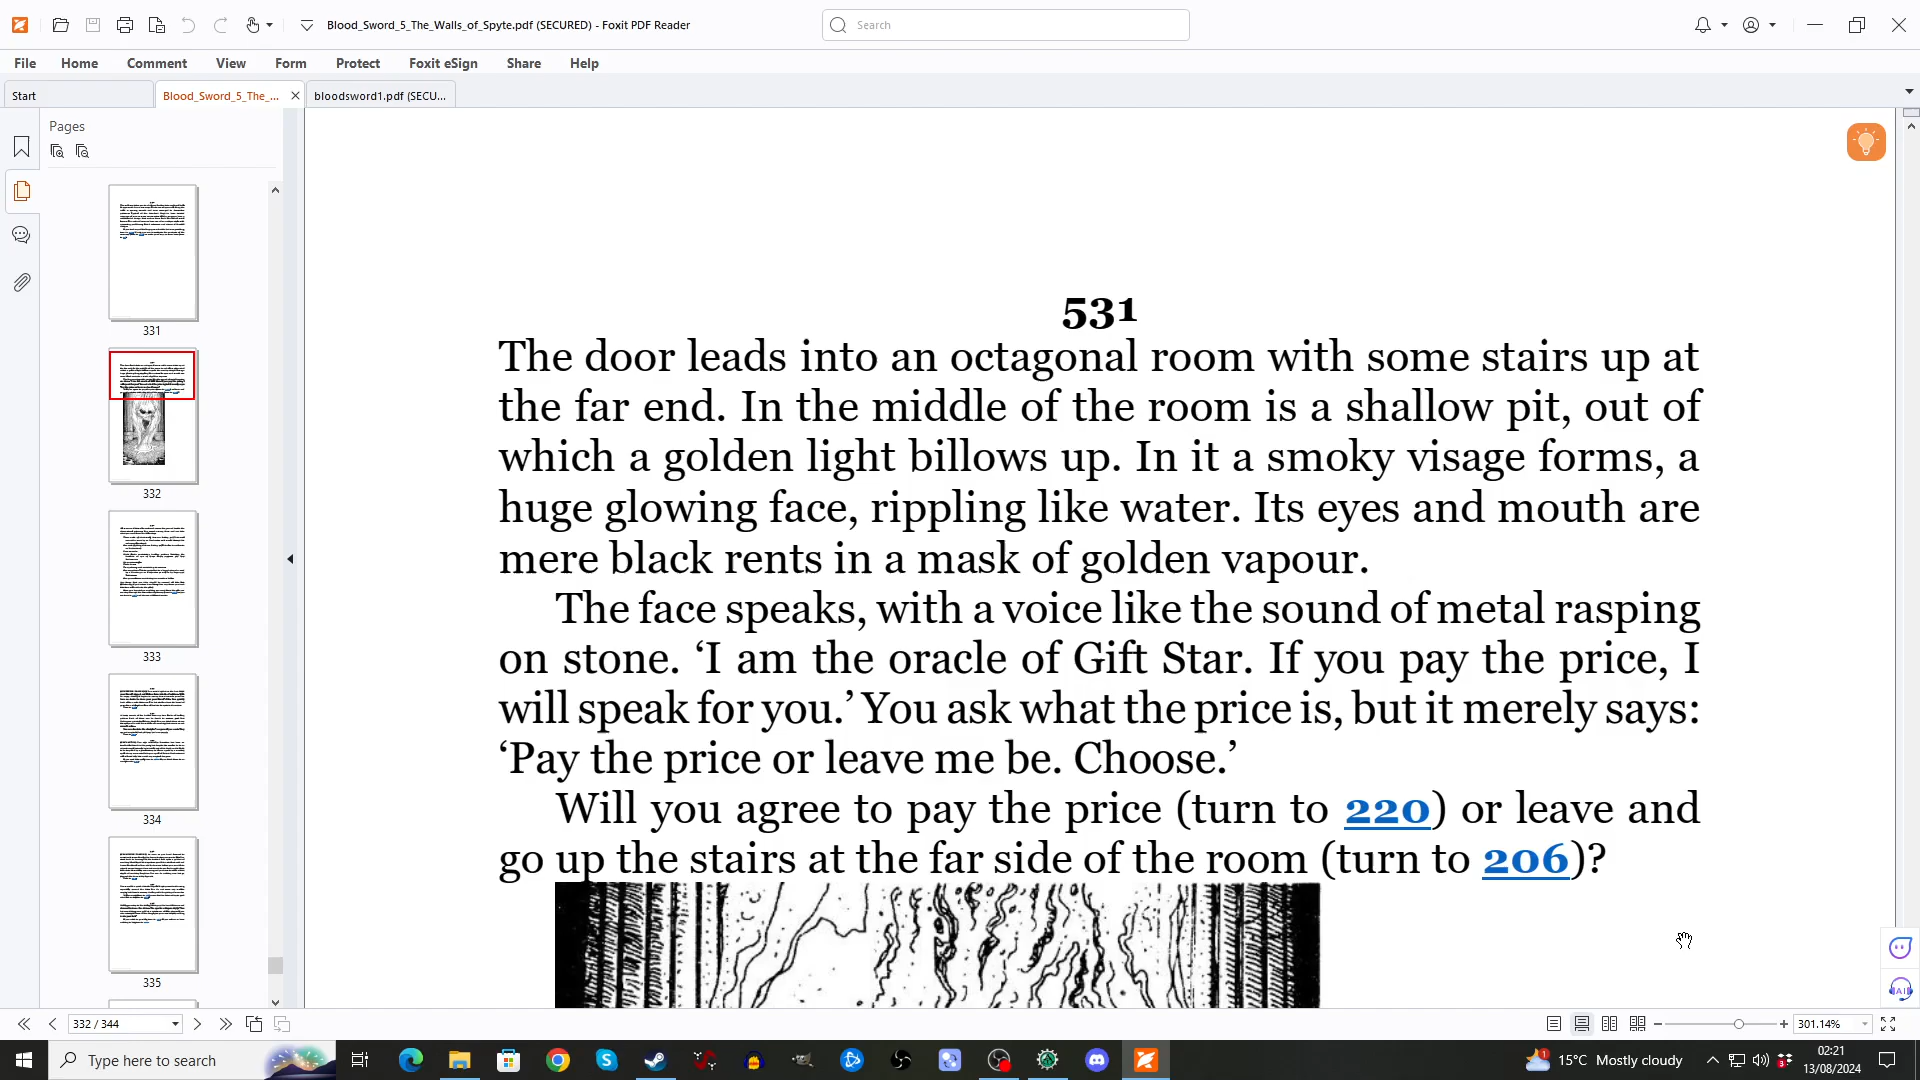 Blood_Sword_5_The_Walls_of_Spyte.pdf (SECURED) - Foxit PDF Reader
Search
File Home Comment View Form Protect Foxit eSign Share Help
Start Blood_Sword_5_The_... bloodsword1.pdf (SECU...
Pages
331
332
333
334
335
531
The door leads into an octagonal room with some stairs up at
the far end. In the middle of the room is a shallow pit, out of
which a golden light billows up. In it a smoky visage forms, a
huge glowing face, rippling like water. Its eyes and mouth are
mere black rents in a mask of golden vapour.
The face speaks, with a voice like the sound of metal rasping
on stone. ‘I am the oracle of Gift Star. If you pay the price, I
will speak for you.’ You ask what the price is, but it merely says:
‘Pay the price or leave me be. Choose.’
Will you agree to pay the price (turn to 220) or leave and
go up the stairs at the far side of the room (turn to 206)?
AI
332 / 344
301.14%
Type here to search
15°C Mostly cloudy
02:21
13/08/2024